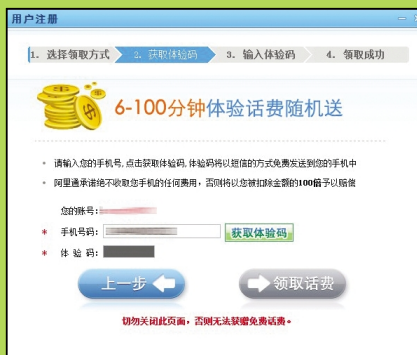 用户注册
1. 选择领取方式 2. 获取体验码 3. 输入体验码 4. 领取成功
6-100分钟体验话费随机送
请输入您的手机号,点击获取体验码,体验码将以短信的方式免费发送到您的手机中
阿里通承诺绝不收取您手机的任何费用，否则将以您被扣除金额的100倍予以赔偿
您的账号:
* 手机号码: 获取体验码
* 体 验 码:
上一步 领取话费
切勿关闭此页面，否则无法获赠免费话费。